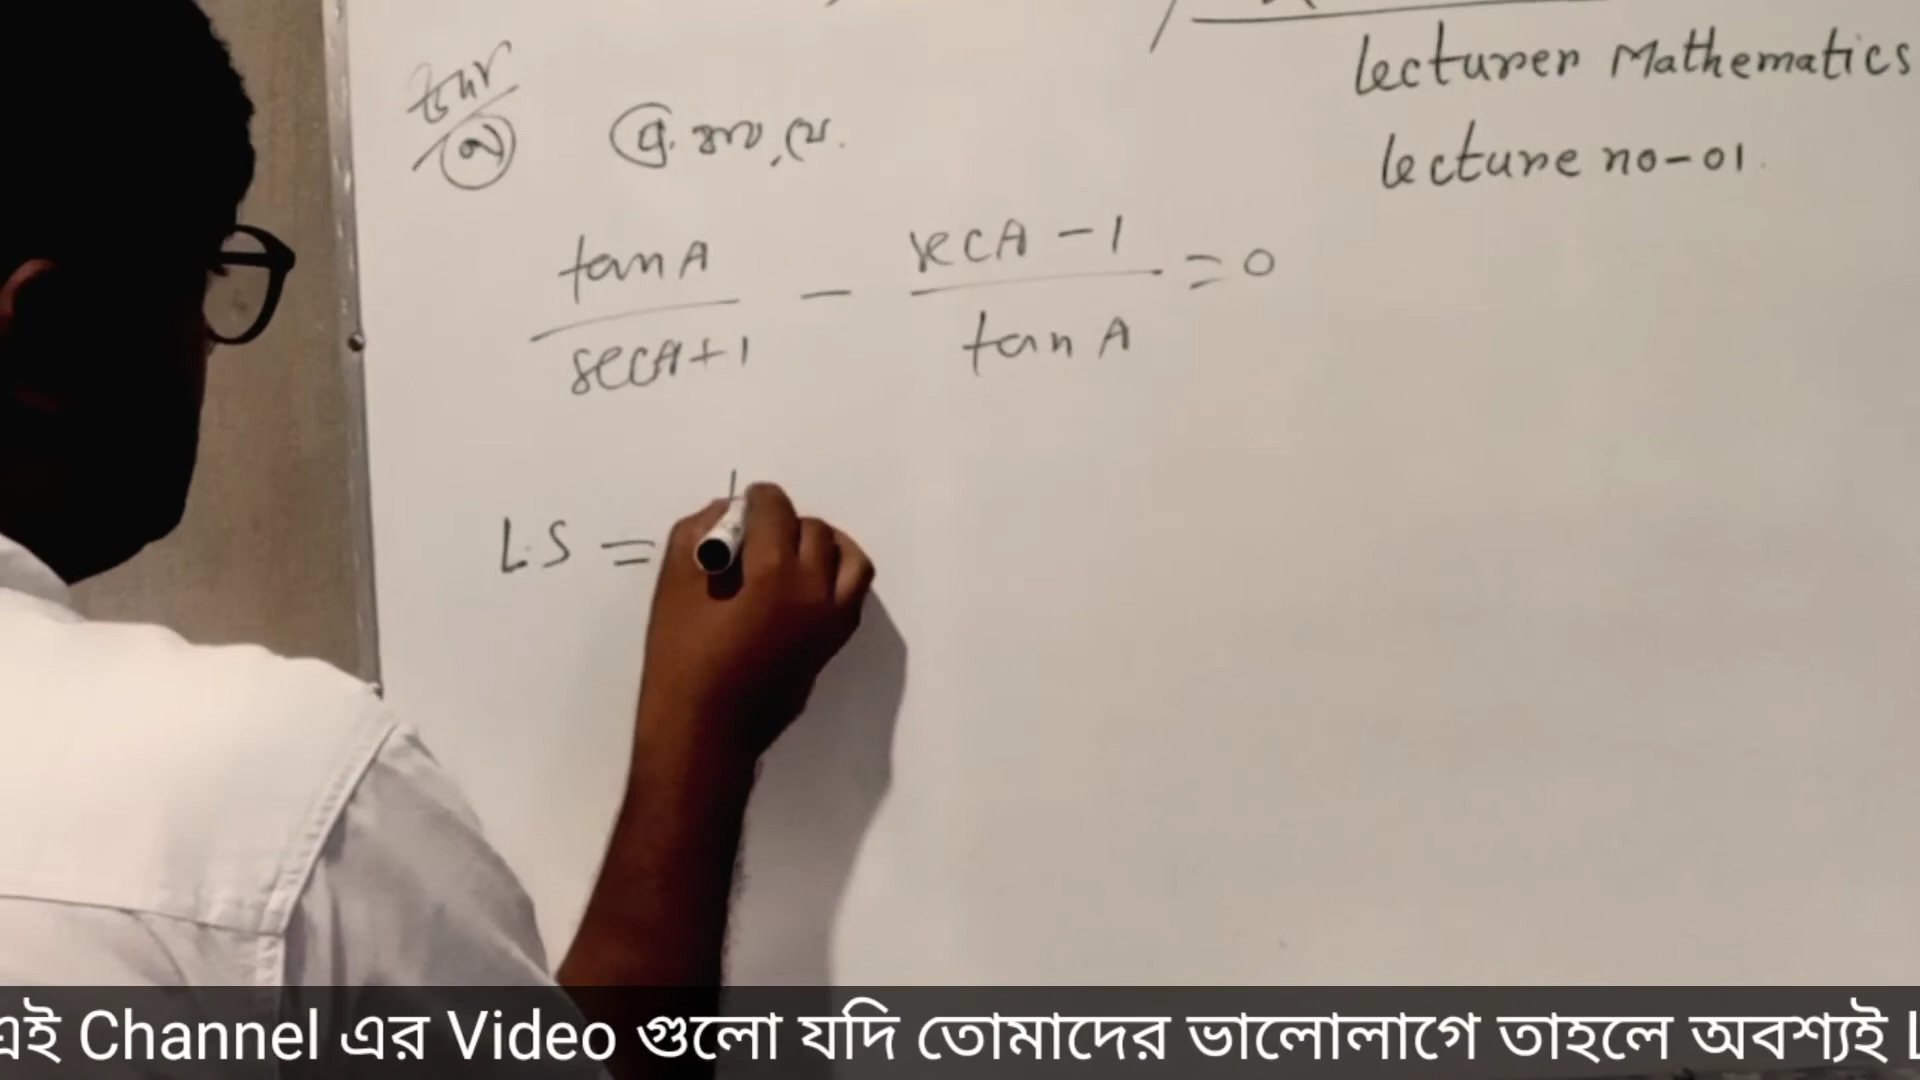 lecturer Mathematics
lecture no-01.
প্র. মতে,
tan A / sec A + 1 - sec A - 1 / tan A = 0
L.S =
এই Channel এর Video গুলো যদি তোমাদের ভালোলাগে তাহলে অবশ্যই L